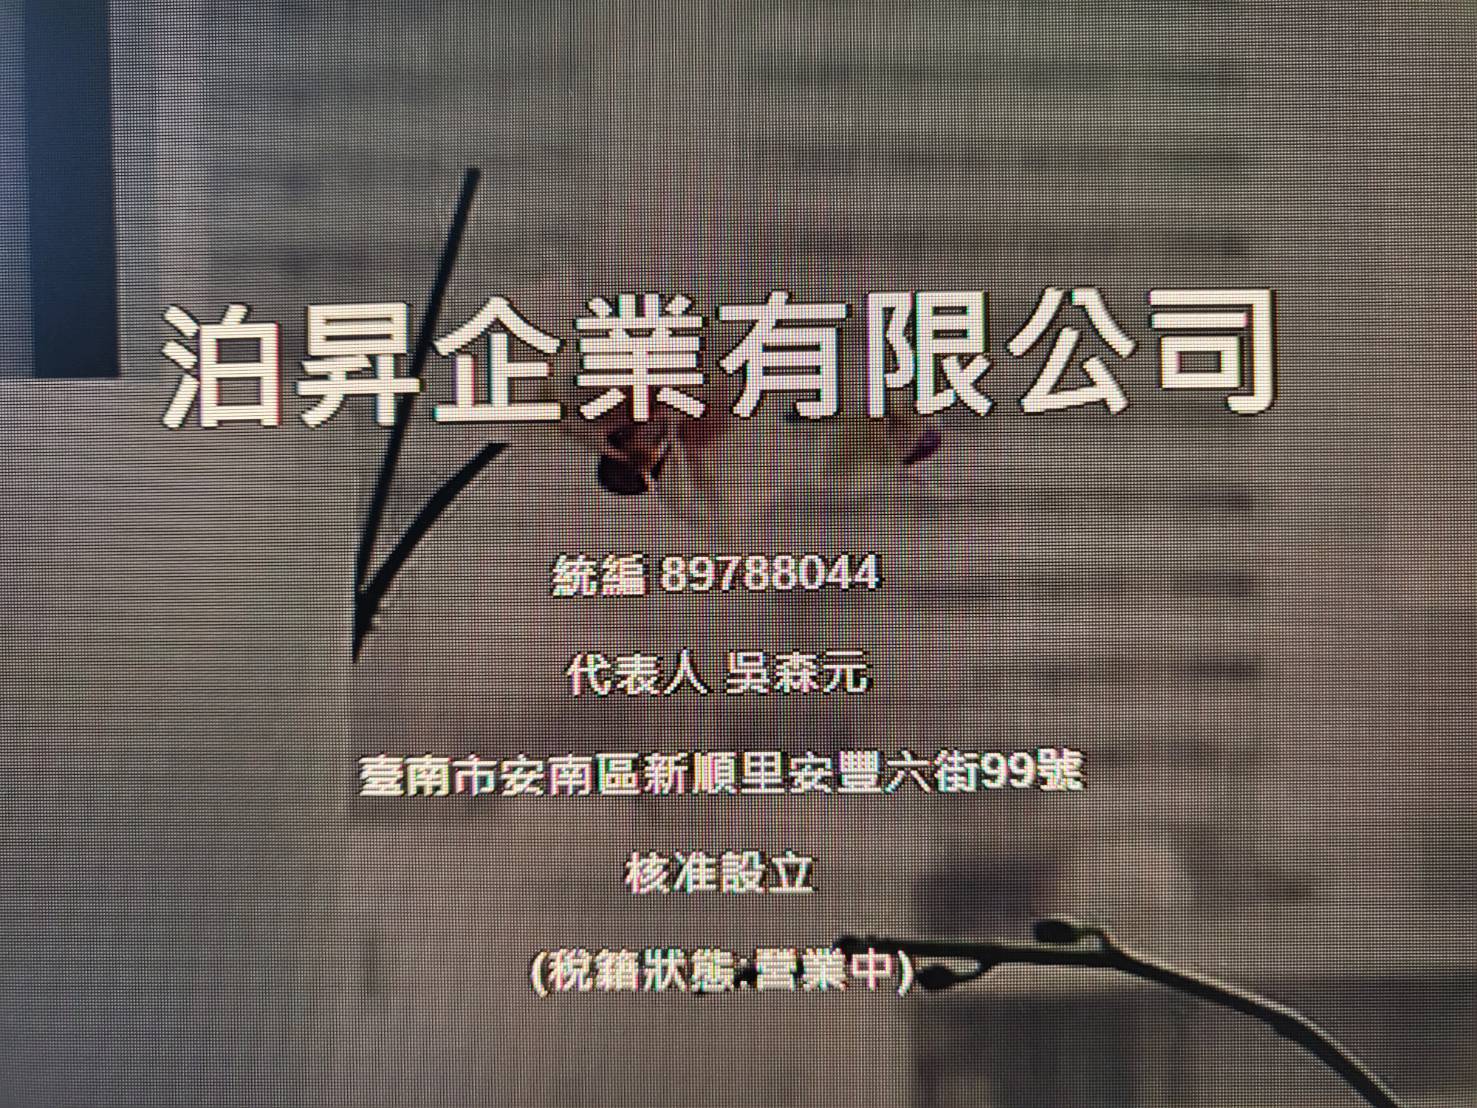 泊昇企業有限公司
統編 89788044
代表人 吳森元
臺南市安南區新順里安豐六街99號
核准設立
(稅籍狀態:營業中)